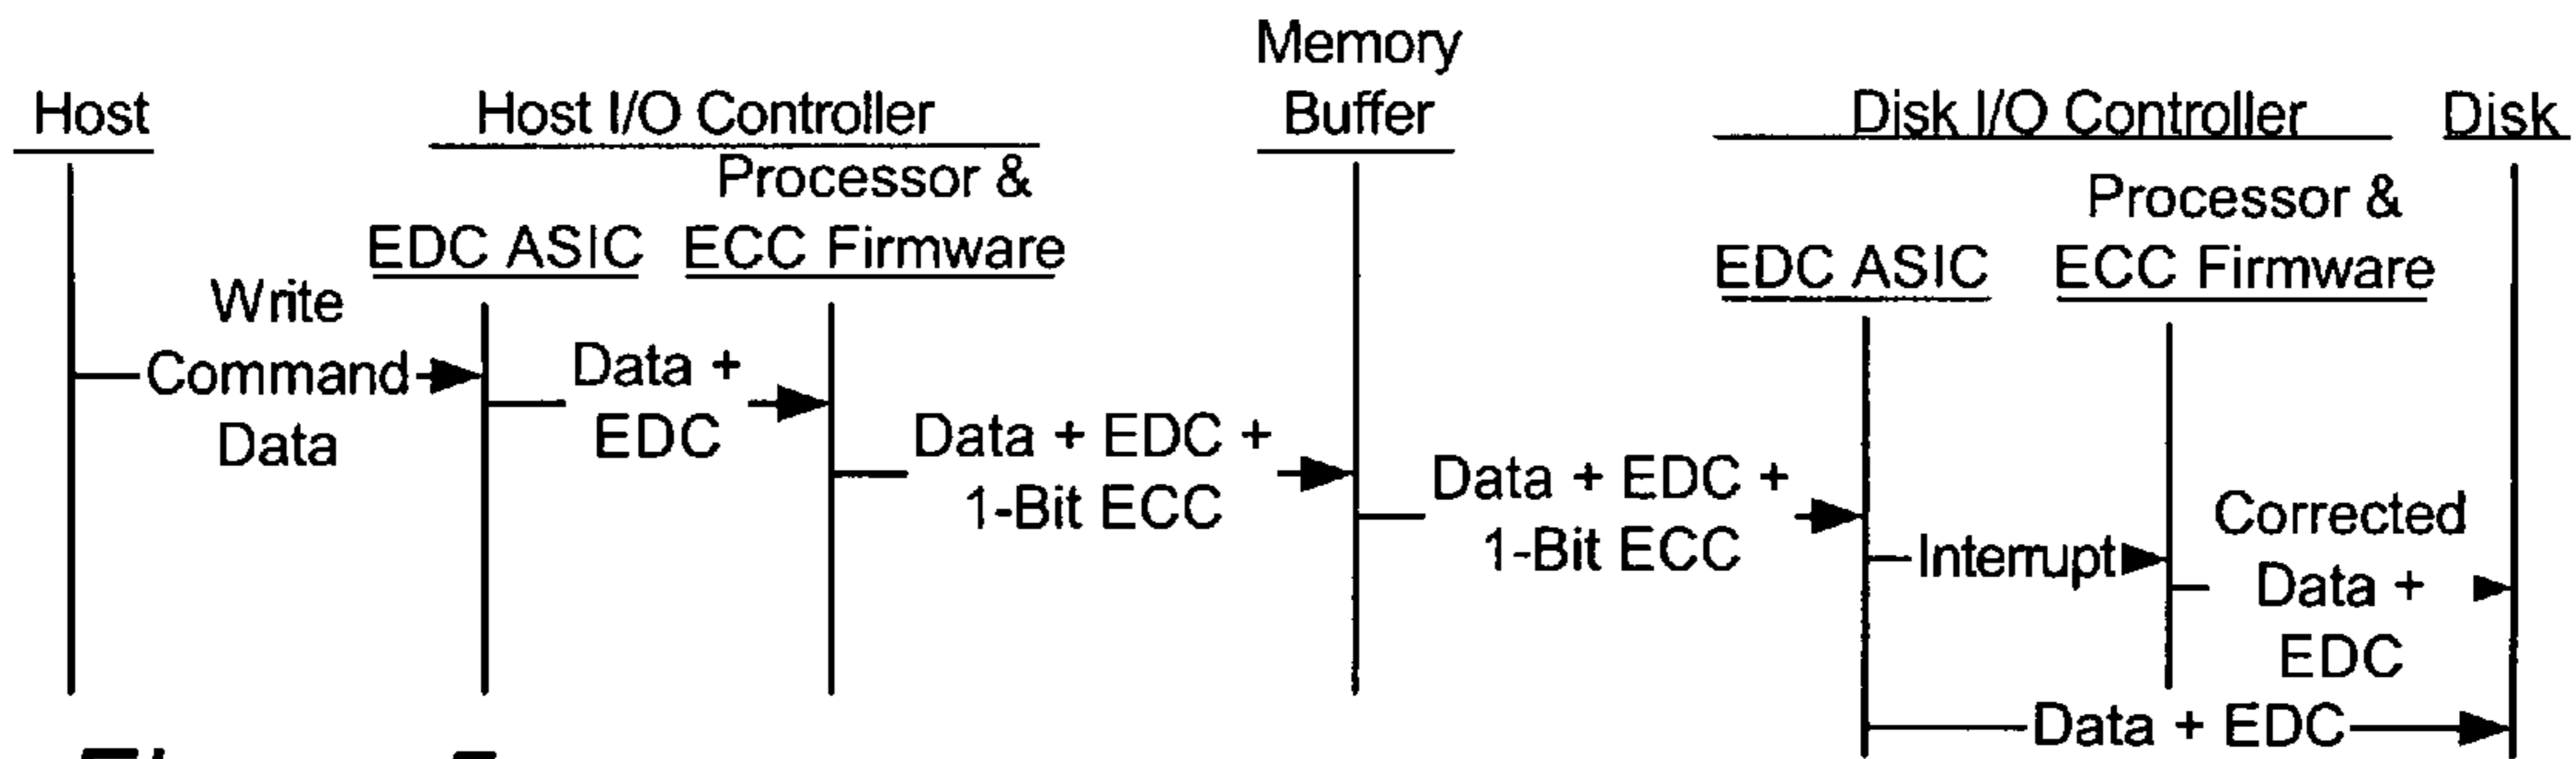 Host
Host I/O Controller
Memory
Buffer
Disk I/O Controller
Disk
EDC ASIC
Processor &
ECC Firmware
EDC ASIC
Processor &
ECC Firmware
Write
Command
Data
Data +
EDC
Data + EDC +
1-Bit ECC
Data + EDC +
1-Bit ECC
Interrupt
Corrected
Data +
EDC
Data + EDC